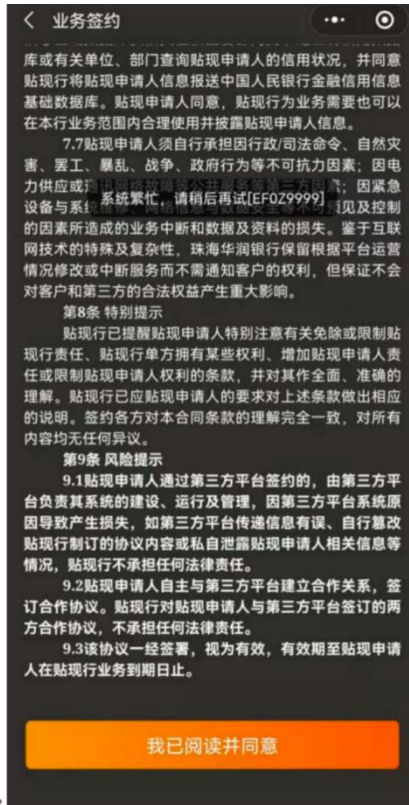 业务签约
库或有关单位、部门查询贴现申请人的信用状况，并同意
贴现行将贴现申请人信息报送中国人民银行金融信用信息
基础数据库。贴现申请人同意，贴现行为业务需要也可以
在本行业务范围内合理使用并披露贴现申请人信息。
7.7贴现申请人须自行承担因行政/司法命令、自然灾
害、罢工、暴乱、战争、政府行为等不可抗力因素；因电
力供应或
；因紧急
系统繁忙，请稍后再试[EF0Z9999]
设备与系
见及控制
的因素所造成的业务中断和数据及资料的损失。鉴于互联
网技术的特殊及复杂性，珠海华润银行保留根据平台运营
情况修改或中断服务而不需通知客户的权利，但保证不会
对客户和第三方的合法权益产生重大影响。
第8条 特别提示
贴现行已提醒贴现申请人特别注意有关免除或限制贴
现行责任、贴现行单方拥有某些权利、增加贴现申请人责
任或限制贴现申请人权利的条款，并对其作全面、准确的
理解。贴现行已应贴现申请人的要求对上述条款做出相应
的说明。签约各方对本合同条款的理解完全一致，对所有
内容均无任何异议。
第9条 风险提示
9.1贴现申请人通过第三方平台签约的，由第三方平
台负责其系统的建设、运行及管理，因第三方平台系统原
因导致产生损失，如第三方平台传递信息有误、自行篡改
贴现行制订的协议内容或私自泄露贴现申请人相关信息等
情况，贴现行不承担任何法律责任。
9.2贴现申请人自主与第三方平台建立合作关系，签
订合作协议。贴现行对贴现申请人与第三方平台签订的两
方合作协议，不承担任何法律责任。
9.3该协议一经签署，视为有效，有效期至贴现申请
人在贴现行业务到期日止。
我已阅读并同意